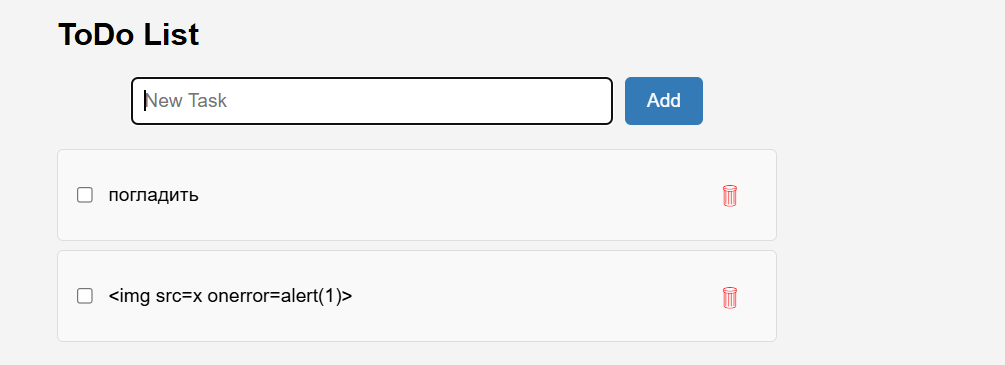 ToDo List
New Task
Add
погладить
<img src=x onerror=alert(1)>